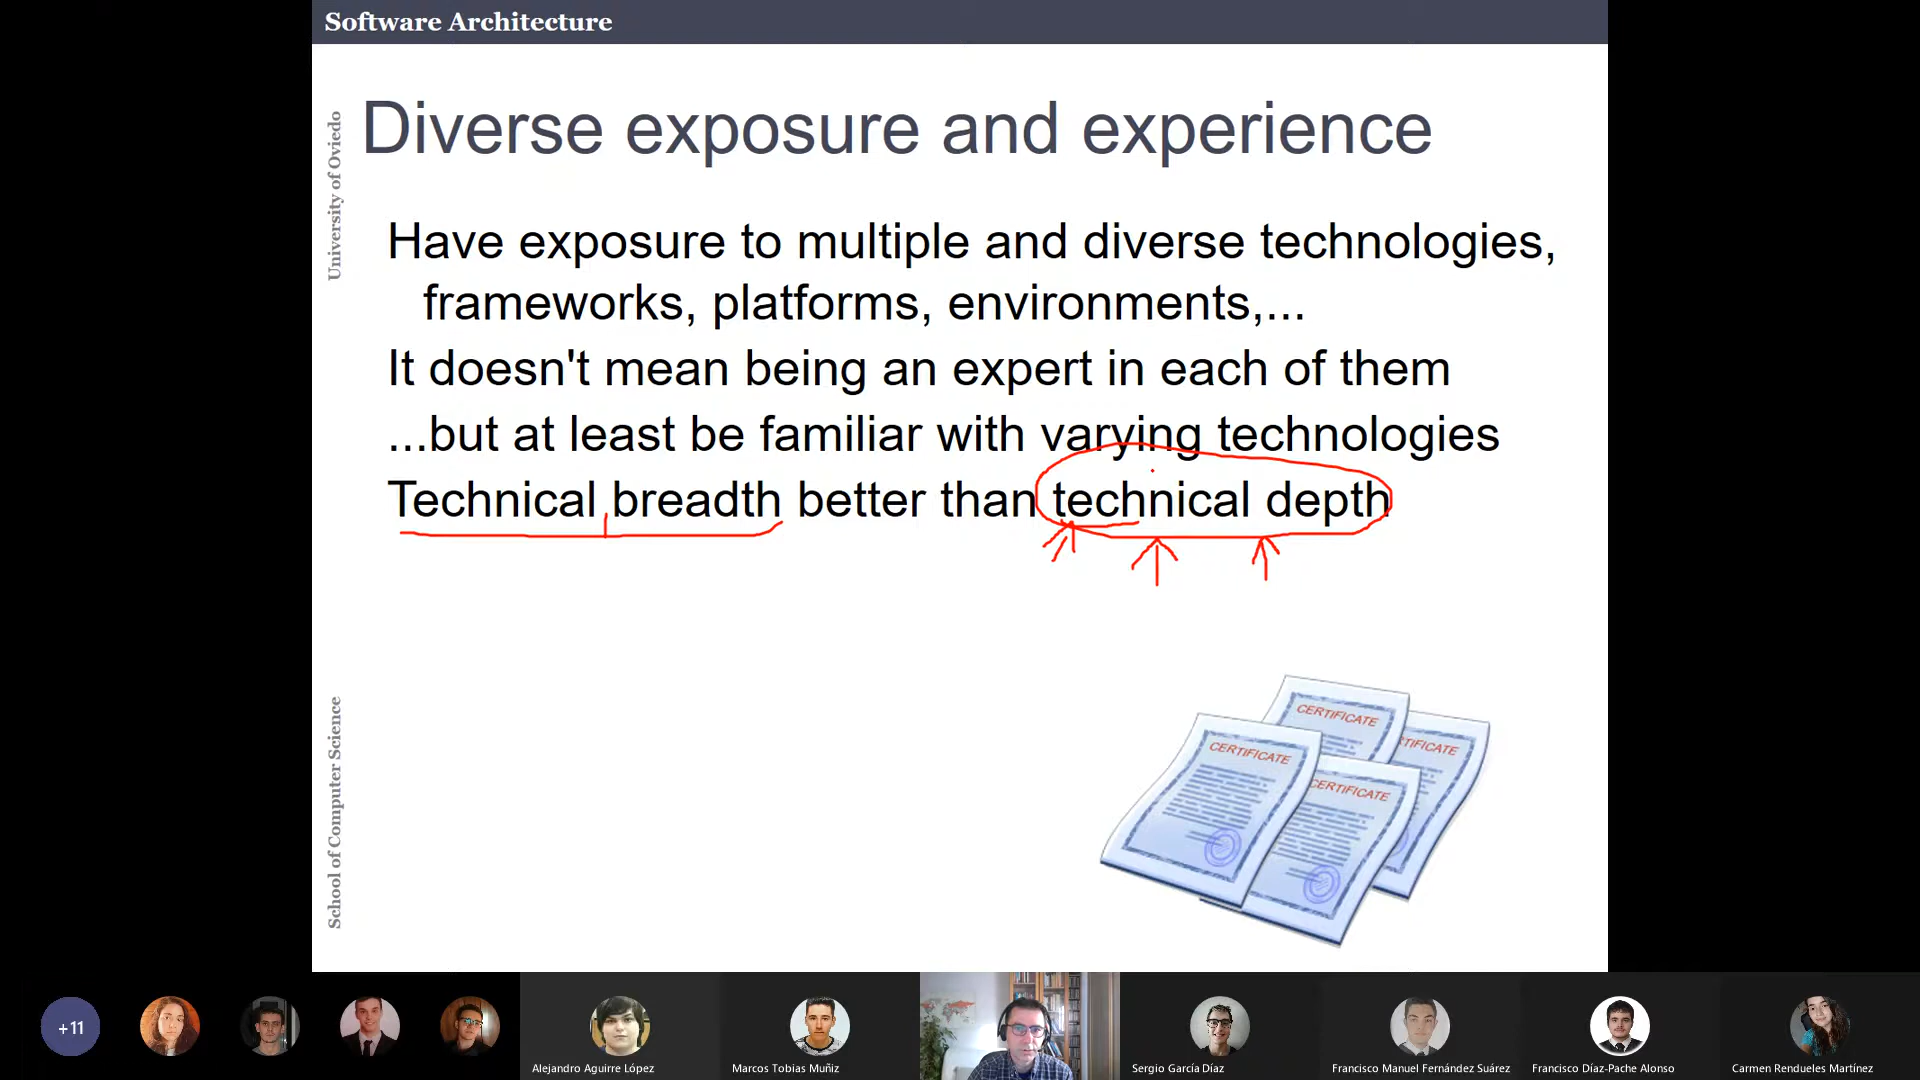 Software Architecture
University of Oviedo
Diverse exposure and experience
Have exposure to multiple and diverse technologies,
frameworks, platforms, environments,...
It doesn't mean being an expert in each of them
...but at least be familiar with varying technologies
Technical breadth better than technical depth
School of Computer Science
CERTIFICATE
CERTIFICATE
TIFICATE
CERTIFICATE
+11
Alejandro Aguirre López
Marcos Tobias Muñiz
Sergio García Díaz
Francisco Manuel Fernández Suárez
Francisco Díaz-Pache Alonso
Carmen Rendueles Martínez